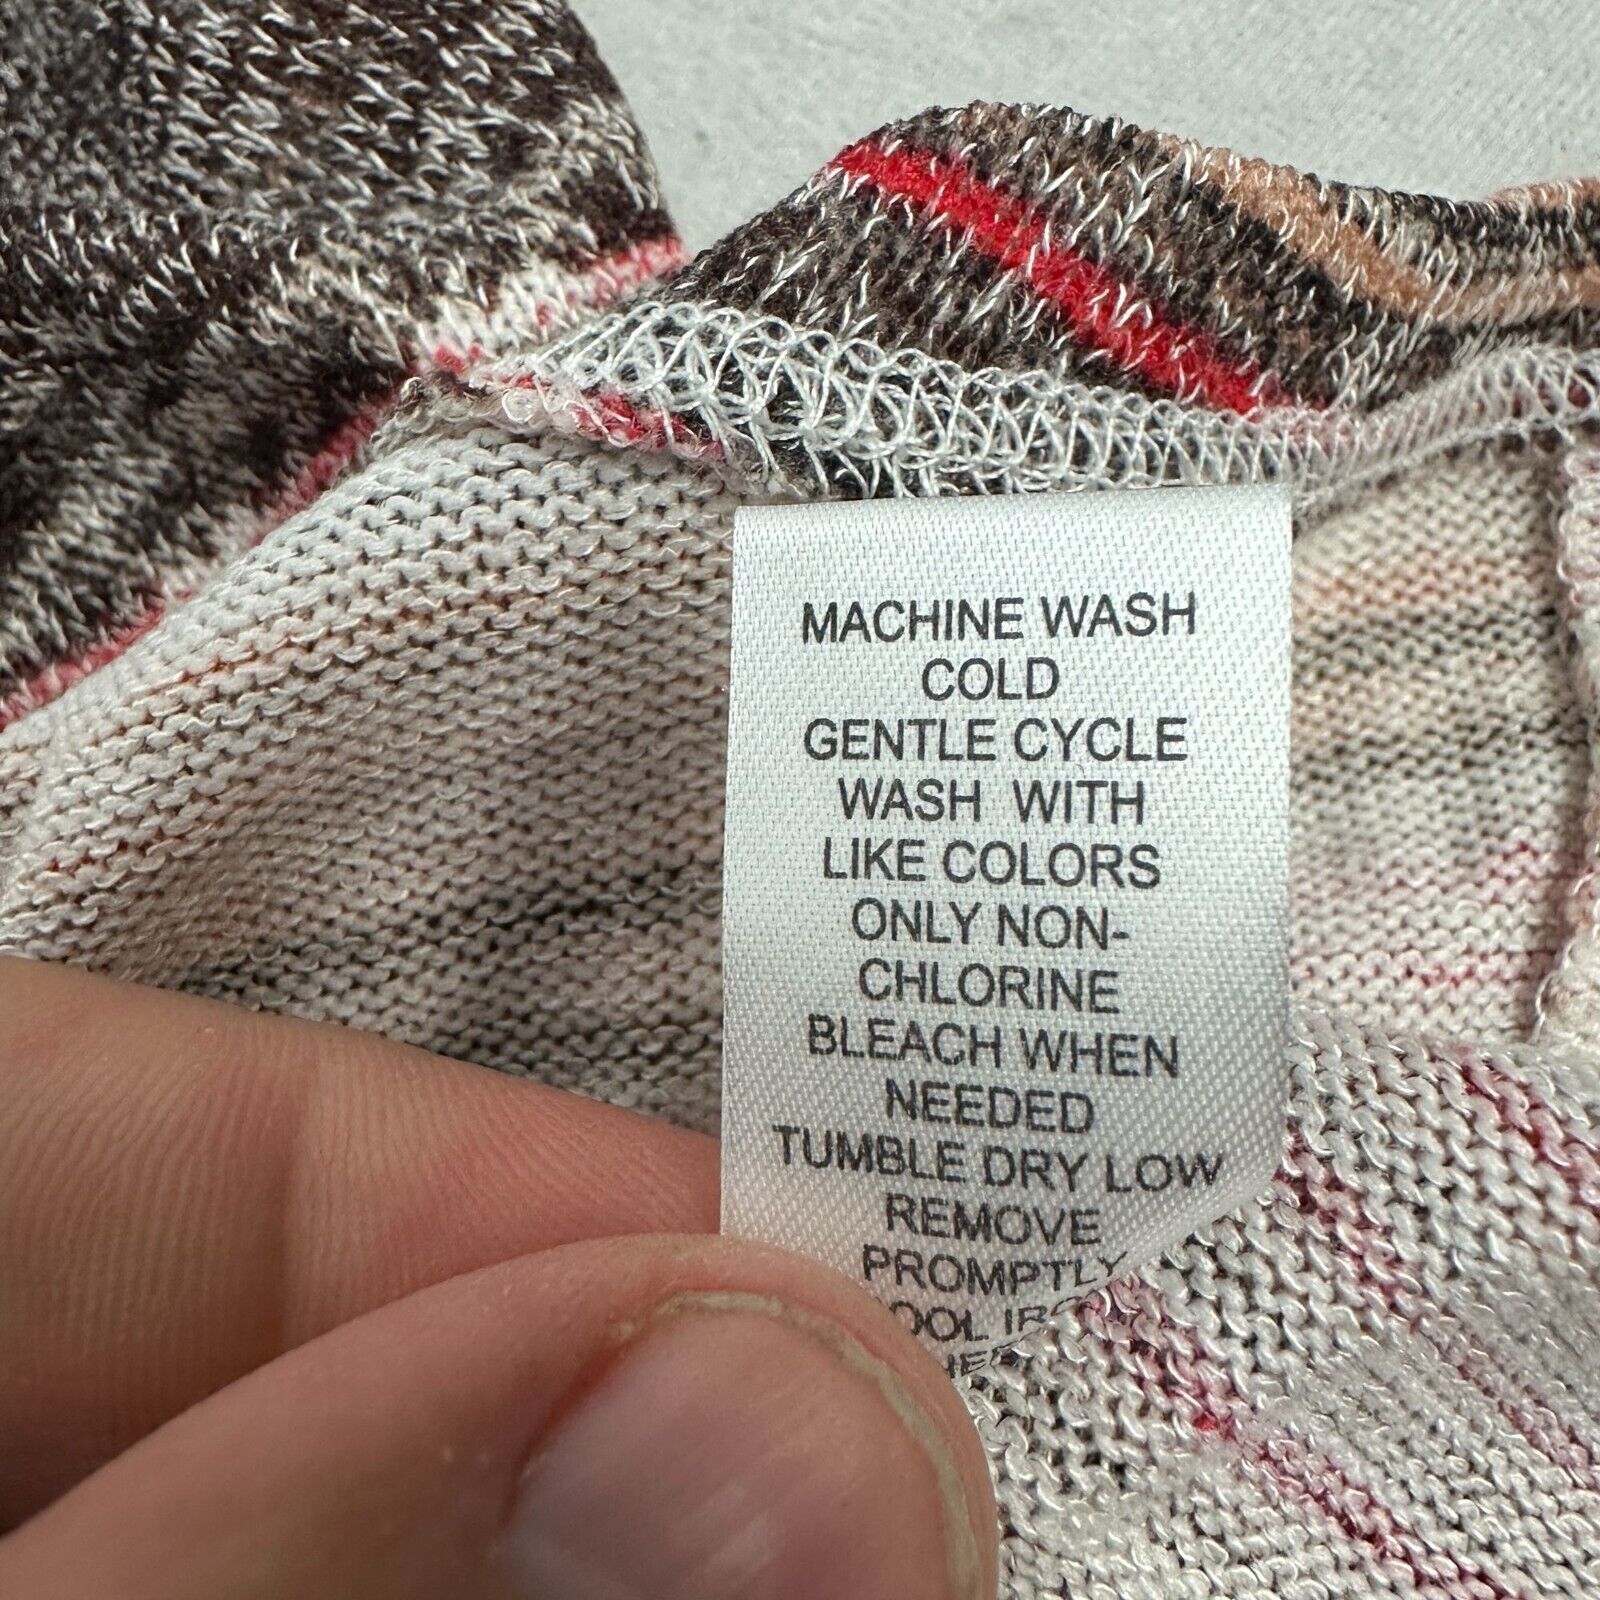 MACHINE WASH
COLD
GENTLE CYCLE
WASH WITH
LIKE COLORS
ONLY NON-
CHLORINE
BLEACH WHEN
NEEDED
TUMBLE DRY LOW
REMOVE
PROMPTLY